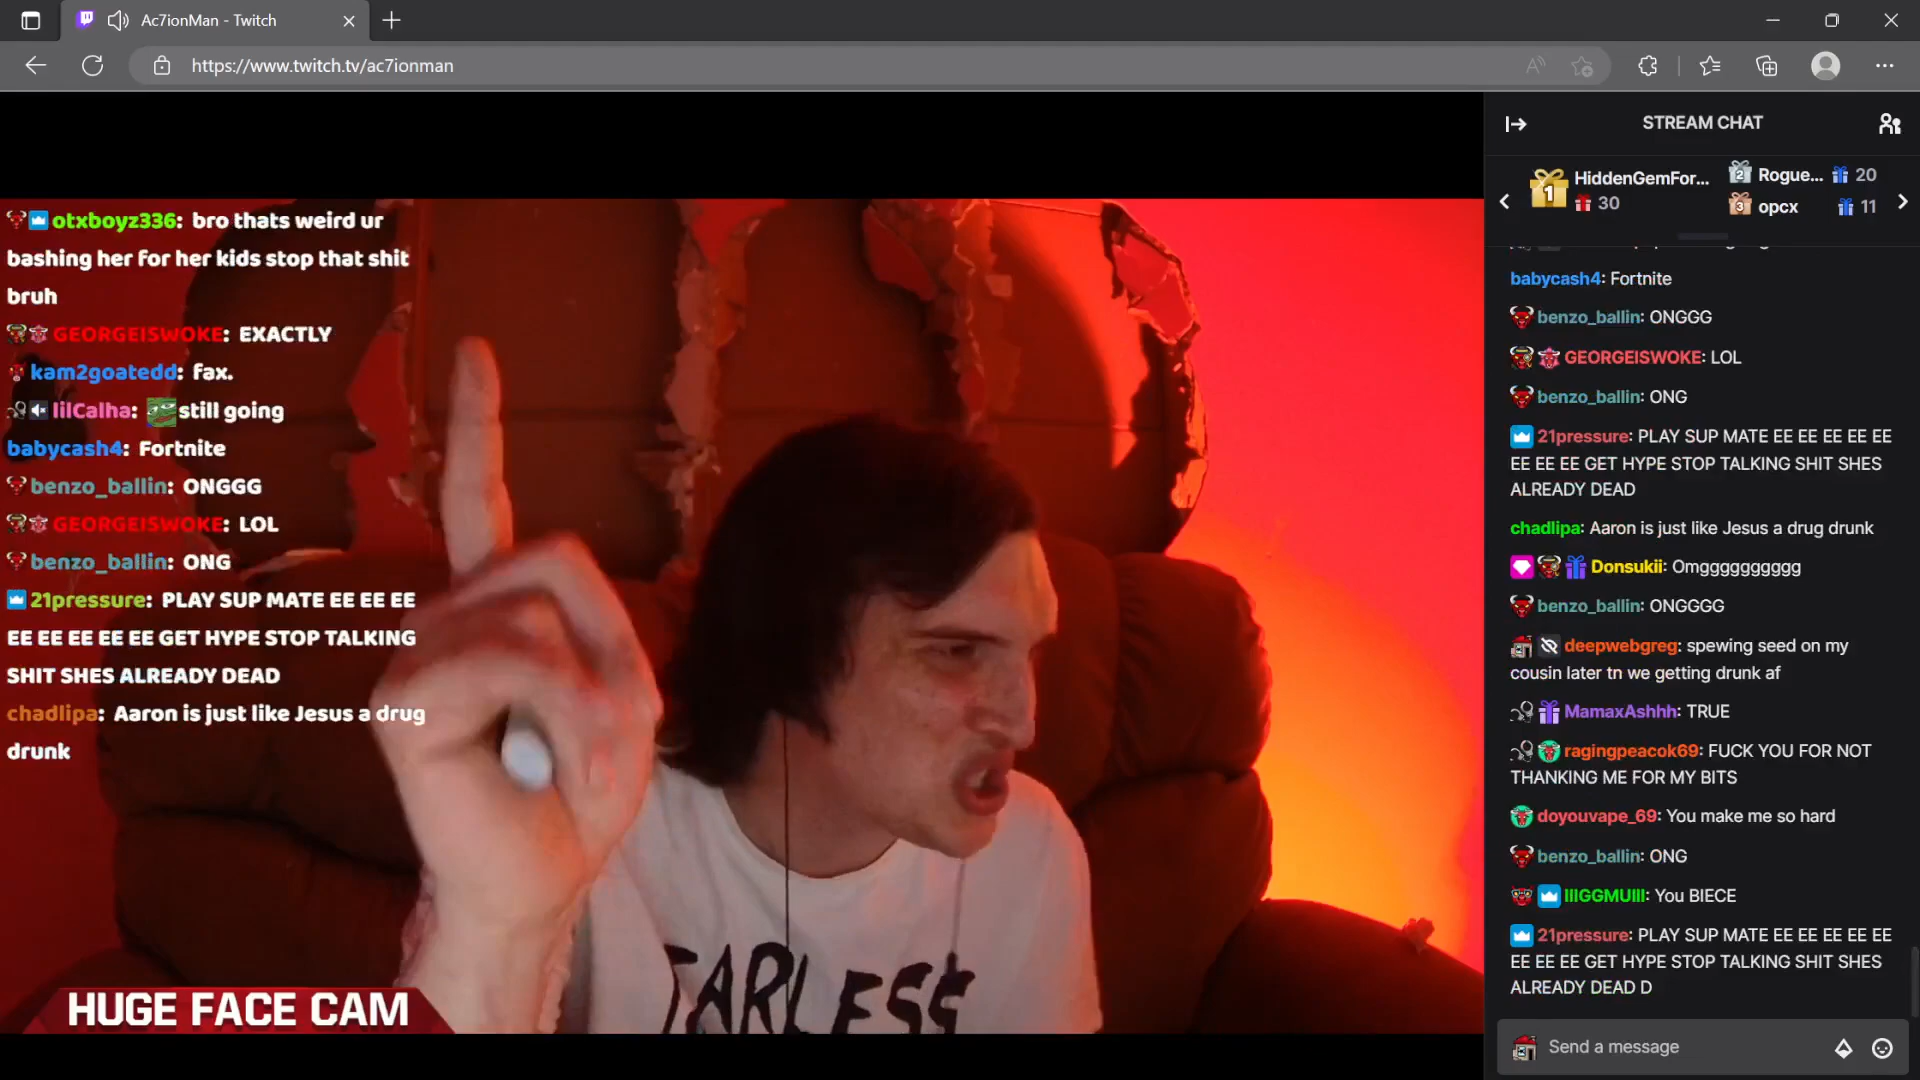 Ac7ionMan - Twitch
https://www.twitch.tv/ac7ionman
otxboyz336: bro thats weird ur
bashing her for her kids stop that shit
bruh
GEORGEISWOKE: EXACTLY
kam2goatedd: fax.
lilCalha: still going
babycash4: Fortnite
benzo_ballin: ONGGG
GEORGEISWOKE: LOL
benzo_ballin: ONG
21pressure: PLAY SUP MATE EE EE EE
EE EE EE EE EE GET HYPE STOP TALKING
SHIT SHES ALREADY DEAD
chadlipa: Aaron is just like Jesus a drug
drunk
HUGE FACE CAM
STREAM CHAT
1 HiddenGemFor...
30
2 Rogue... 20
3 opcx 11
babycash4: Fortnite
benzo_ballin: ONGGG
GEORGEISWOKE: LOL
benzo_ballin: ONG
21pressure: PLAY SUP MATE EE EE EE EE EE
EE EE EE GET HYPE STOP TALKING SHIT SHES
ALREADY DEAD
chadlipa: Aaron is just like Jesus a drug drunk
Donsukii: Omgggggggggg
benzo_ballin: ONGGGG
deepwebgreg: spewing seed on my
cousin later tn we getting drunk af
MamaxAshhh: TRUE
ragingpeacok69: FUCK YOU FOR NOT
THANKING ME FOR MY BITS
doyouvape_69: You make me so hard
benzo_ballin: ONG
IIIGGMUIII: You BIECE
21pressure: PLAY SUP MATE EE EE EE EE EE
EE EE EE GET HYPE STOP TALKING SHIT SHES
ALREADY DEAD D
Send a message